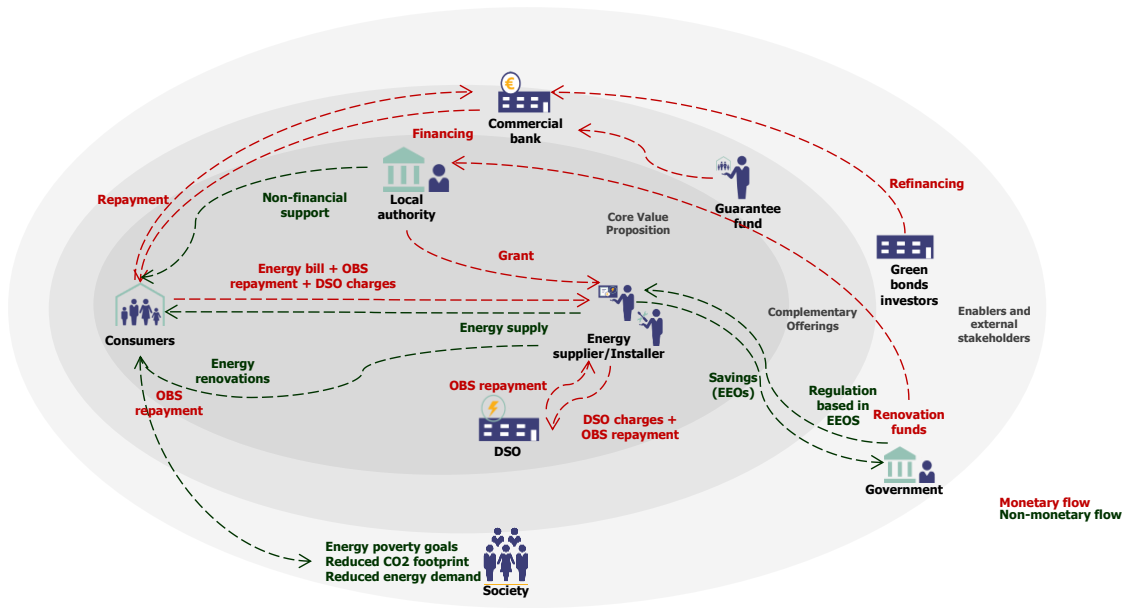 €
Commercial
bank
Financing
Repayment
Non-financial
support
Local
authority
Guarantee
fund
Refinancing
Core Value
Proposition
Green
bonds
investors
Grant
Energy bill + OBS
repayment + DSO charges
Complementary
Offerings
Enablers and
external
stakeholders
Consumers
Energy supply
Energy
supplier/Installer
Energy
renovations
OBS
repayment
OBS repayment
Savings
(EEOs)
Regulation
based in
EEOS
Renovation
funds
DSO charges +
OBS repayment
DSO
Government
Monetary flow
Non-monetary flow
Energy poverty goals
Reduced CO2 footprint
Reduced energy demand
Society